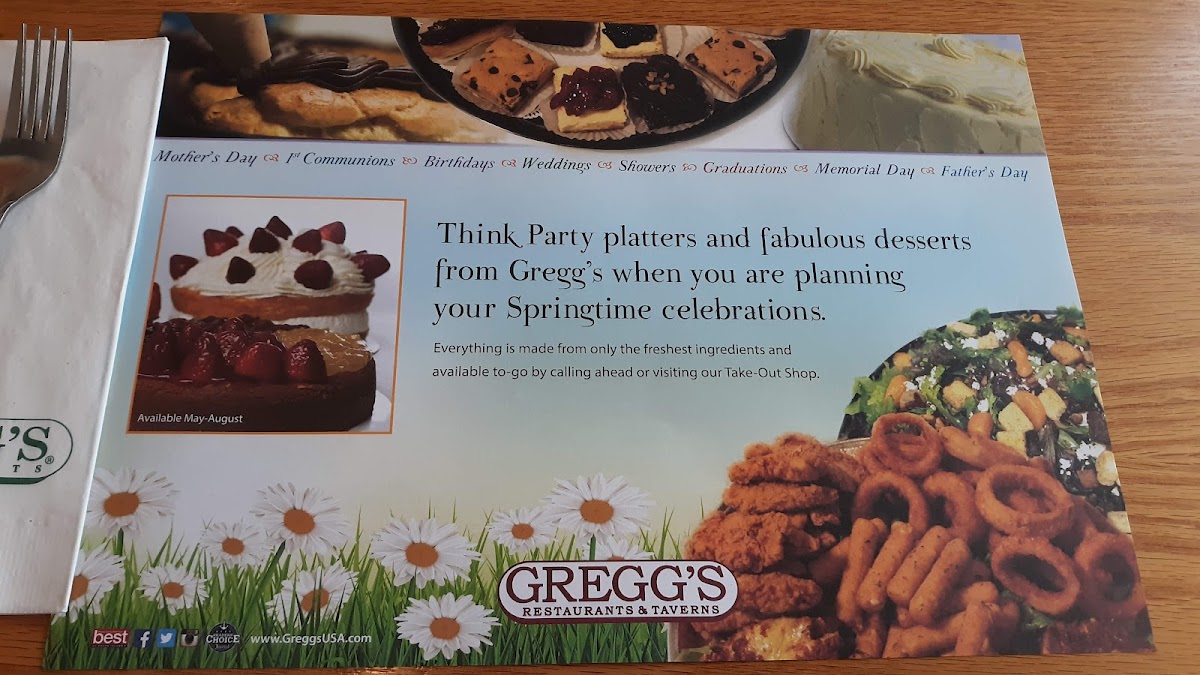 Mother's Day 1st Communions Birthdays Weddings Showers Graduations Memorial Day Father's Day
Think Party platters and fabulous desserts
from Gregg's when you are planning
your Springtime celebrations.
Everything is made from only the freshest ingredients and
available to-go by calling ahead or visiting our Take-Out Shop.
Available May-August
G'S
TS®
GREGG'S
RESTAURANTS & TAVERNS
best
CHOICE
www.GreggsUSA.com